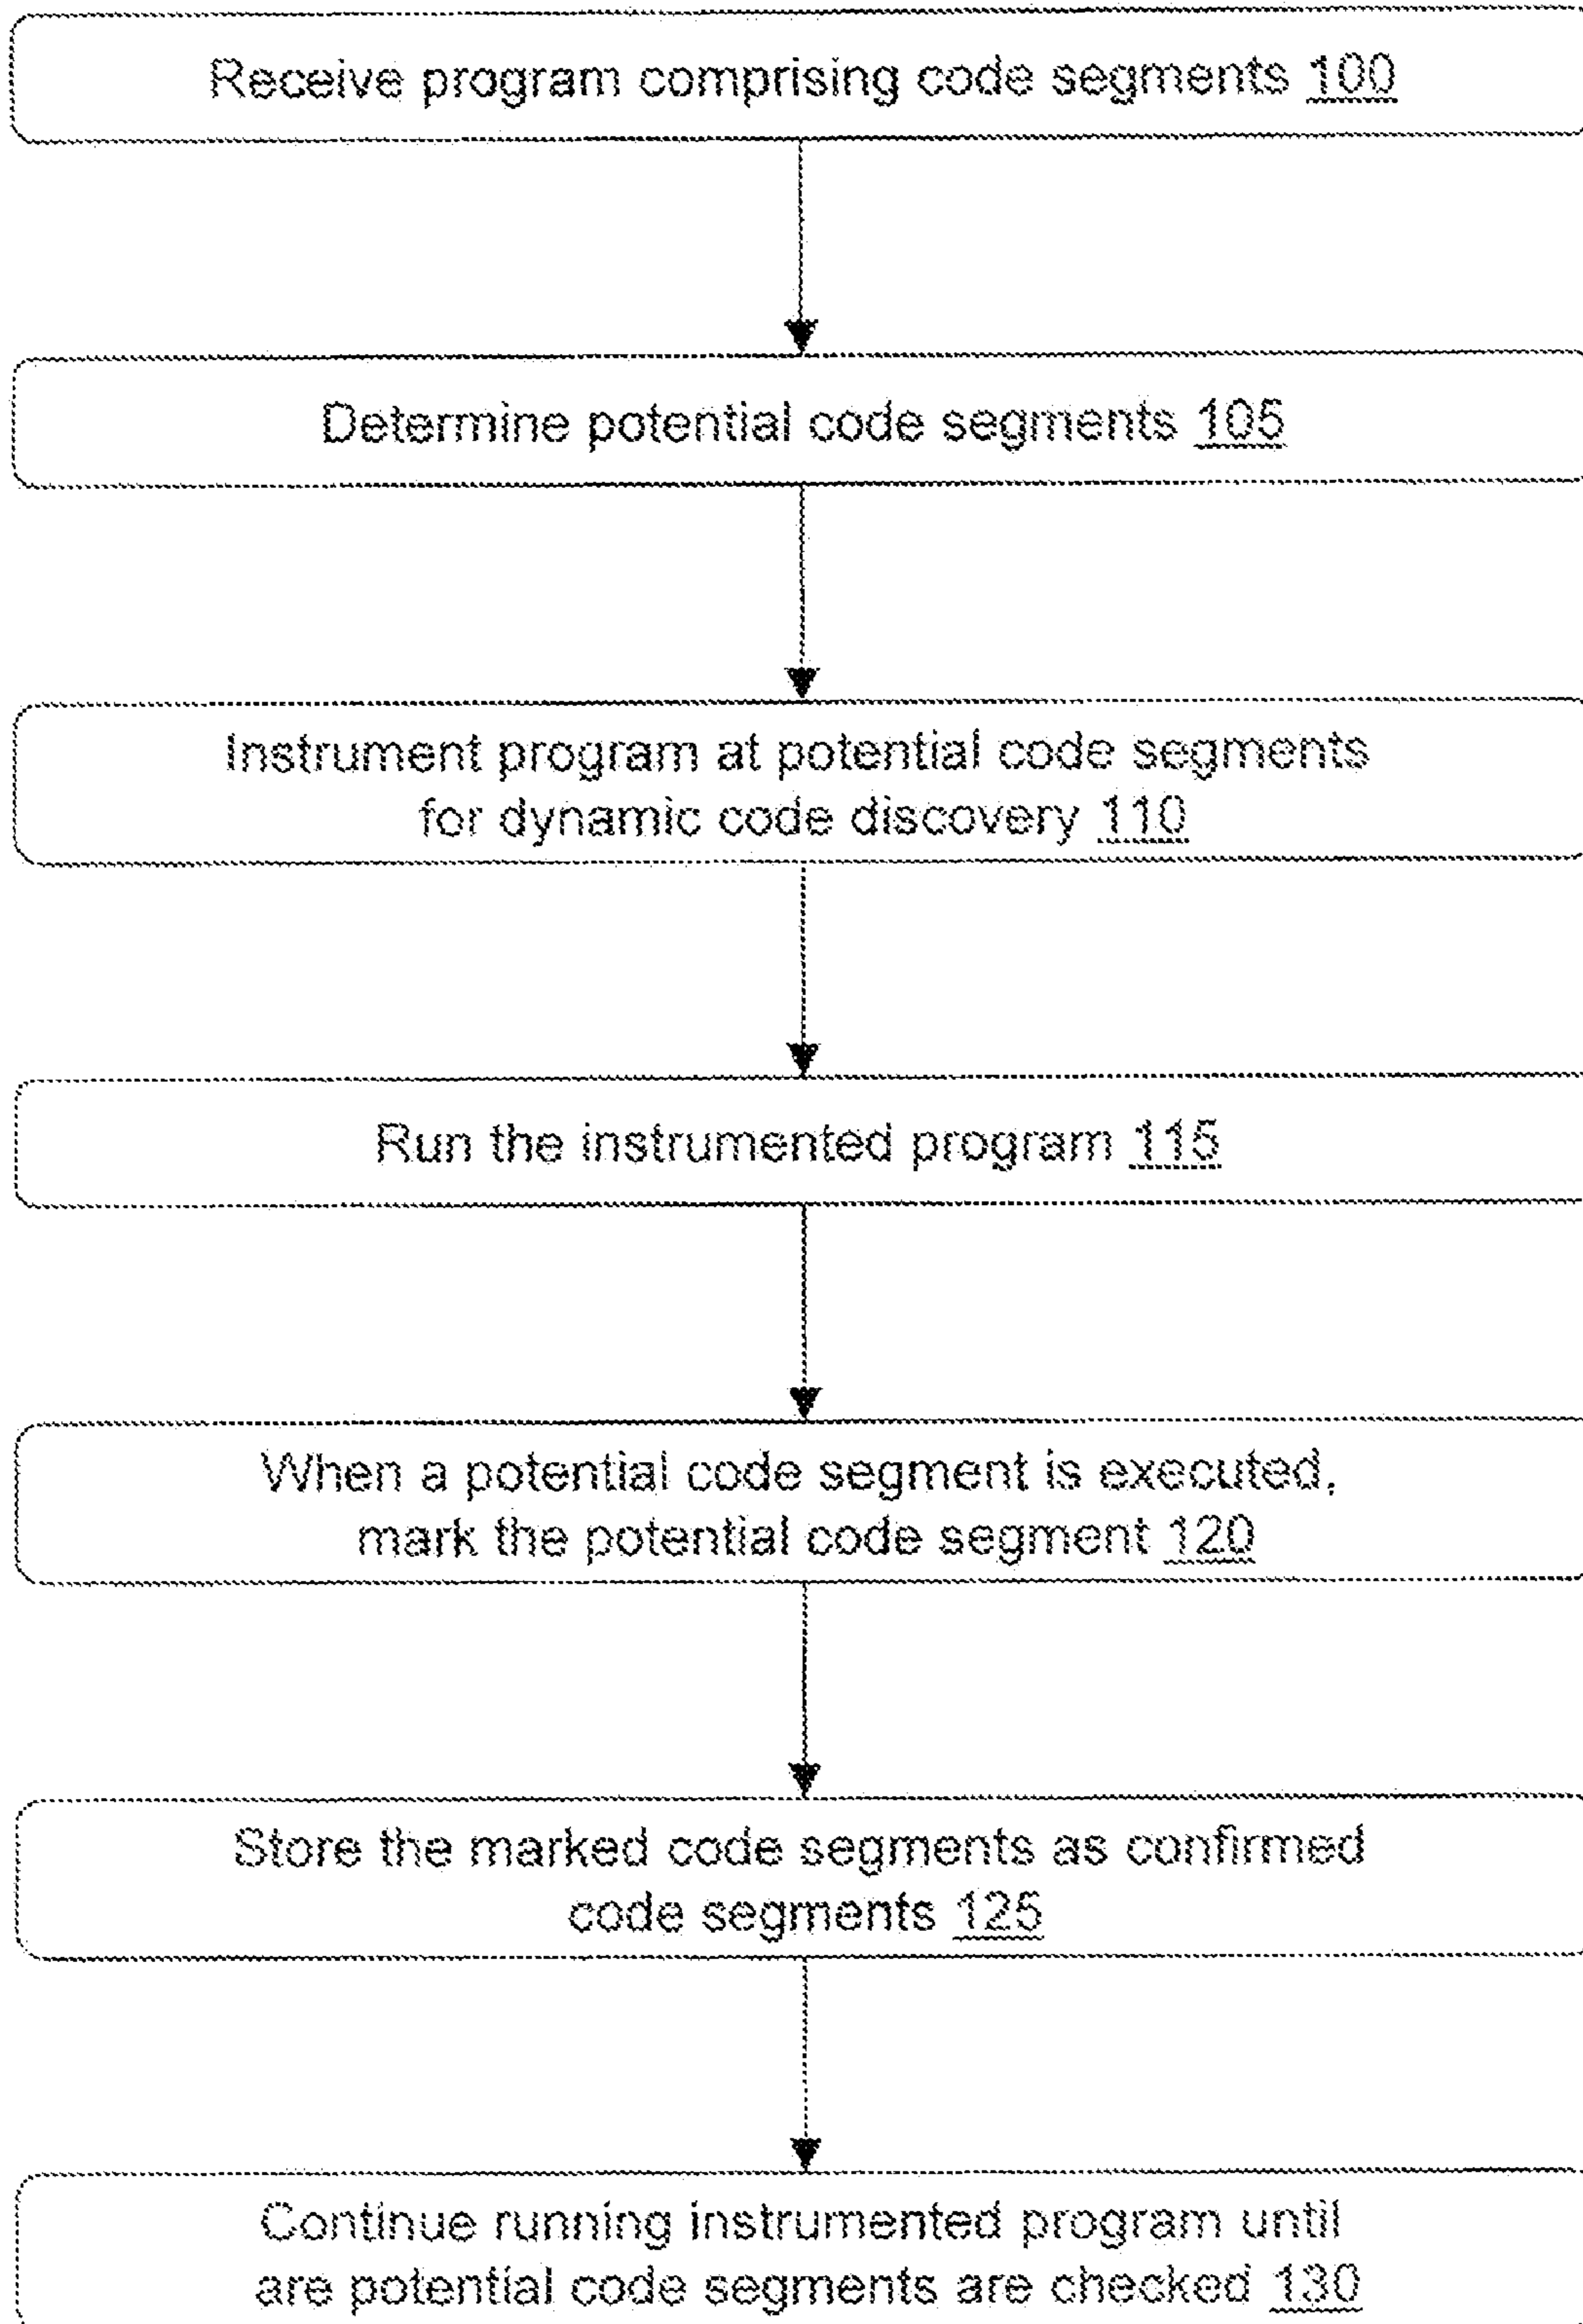 Receive program comprising code segments 100
Determine potential code segments 105
Instrument program at potential code segments
for dynamic code discovery 110
Run the instrumented program 115
When a potential code segment is executed,
mark the potential code segment 120
Store the marked code segments as confirmed
code segments 125
Continue running instrumented program until
are potential code segments are checked 130